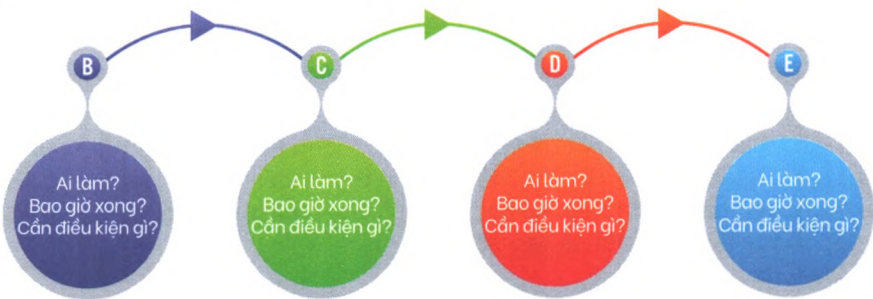 B
C
D
E
Ai làm?
Bao giờ xong?
Cần điều kiện gì?
Ai làm?
Bao giờ xong?
Cần điều kiện gì?
Ai làm?
Bao giờ xong?
Cần điều kiện gì?
Ai làm?
Bao giờ xong?
Cần điều kiện gì?